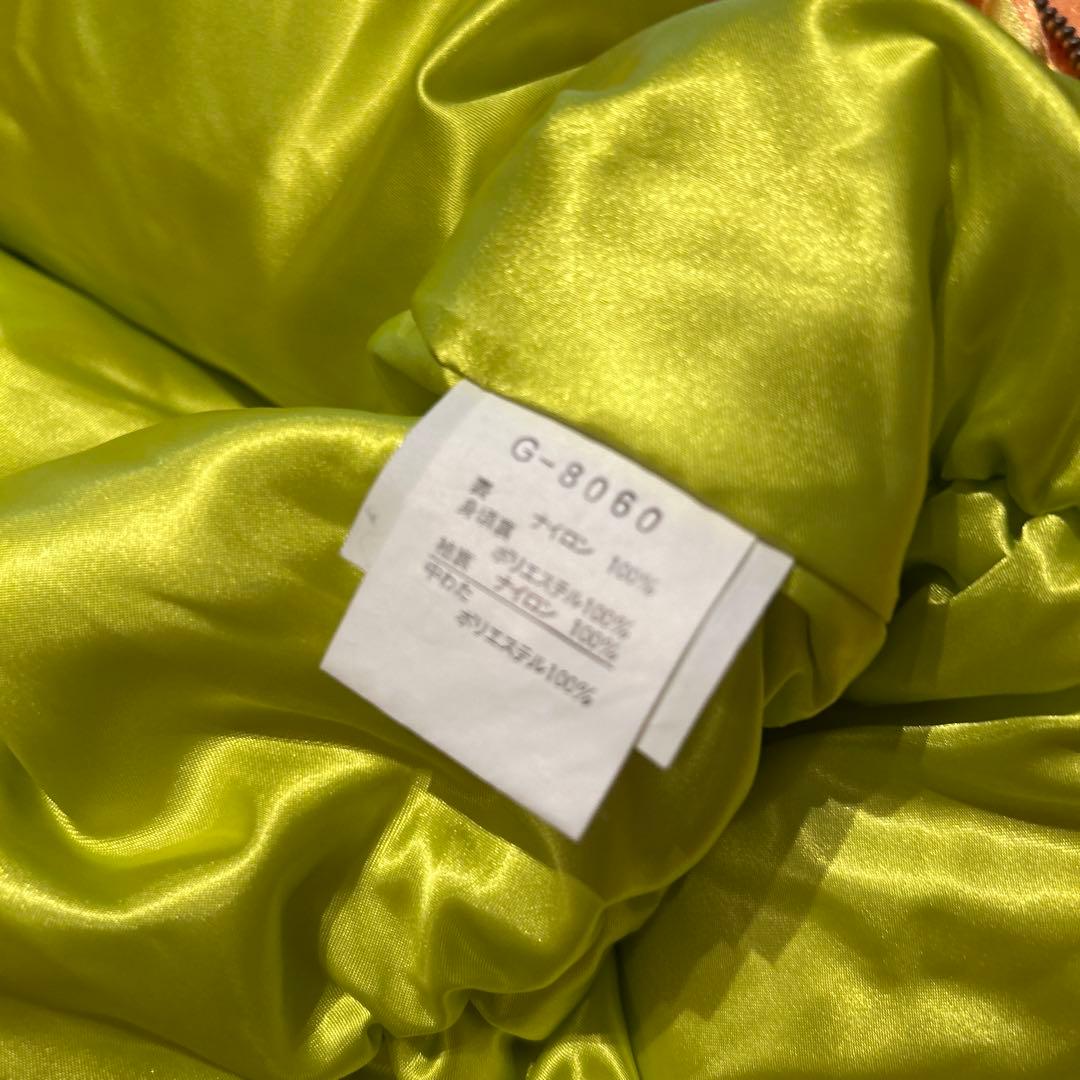 G-8060
表 ナイロン 100%
身頃裏 ポリエステル100%
袖裏 ナイロン 100%
中わた ポリエステル100%